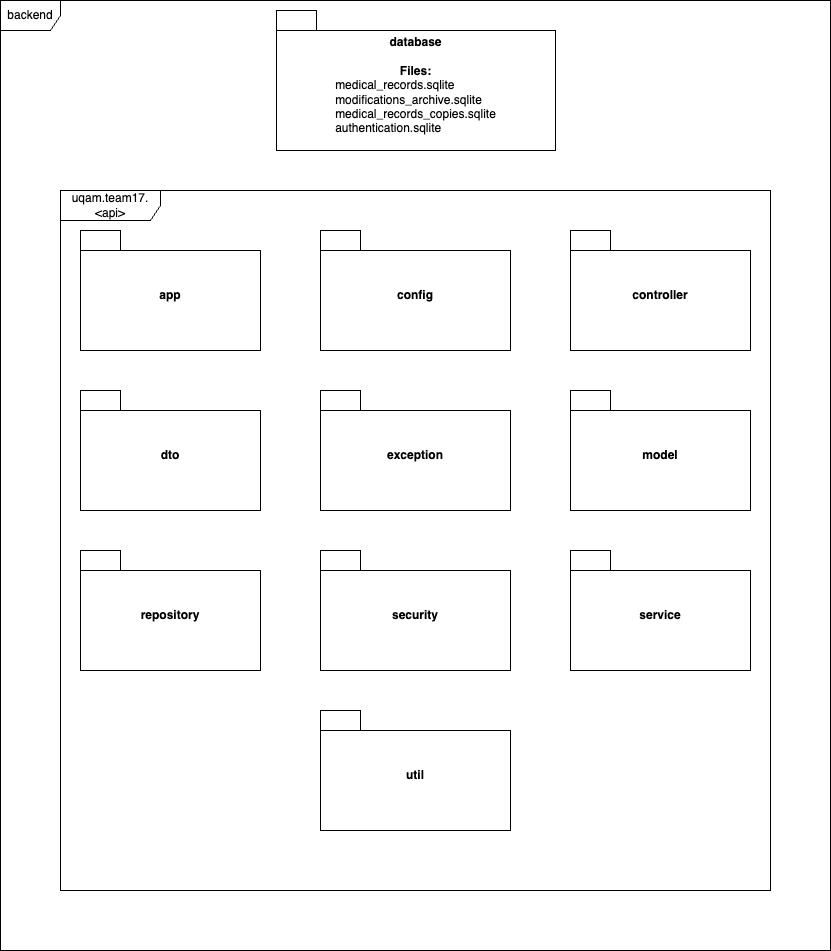 backend
database
Files:
medical_records.sqlite
modifications_archive.sqlite
medical_records_copies.sqlite
authentication.sqlite
uqam.team17.
<api>
app
config
controller
dto
exception
model
repository
security
service
util